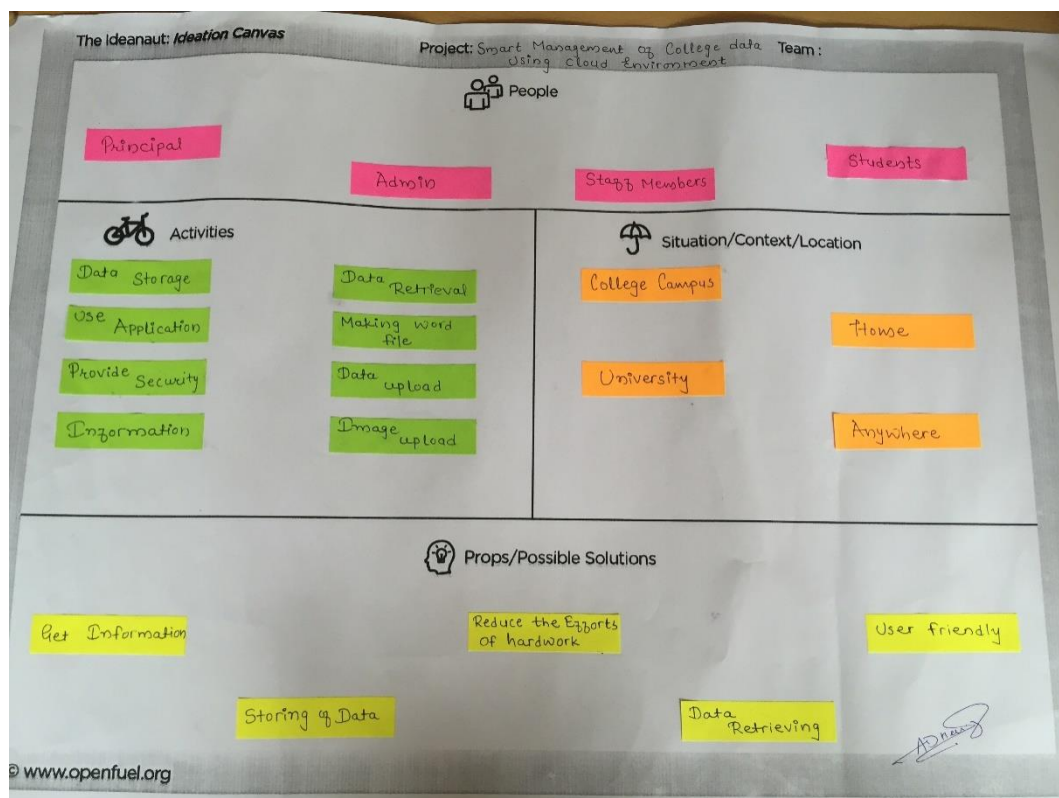 The Ideanaut: Ideation Canvas
Project: Smart Management of College data Team :
Using Cloud Environment
People
Principal
Admin
Staff Members
Students
Activities
Data Storage
Data Retrieval
Use Application
Making word
file
Provide Security
Data upload
Information
Image upload
Situation/Context/Location
College Campus
Home
University
Anywhere
Props/Possible Solutions
Get Information
Reduce the Efforts
of hardwork
User friendly
Storing of Data
Data
Retrieving
© www.openfuel.org